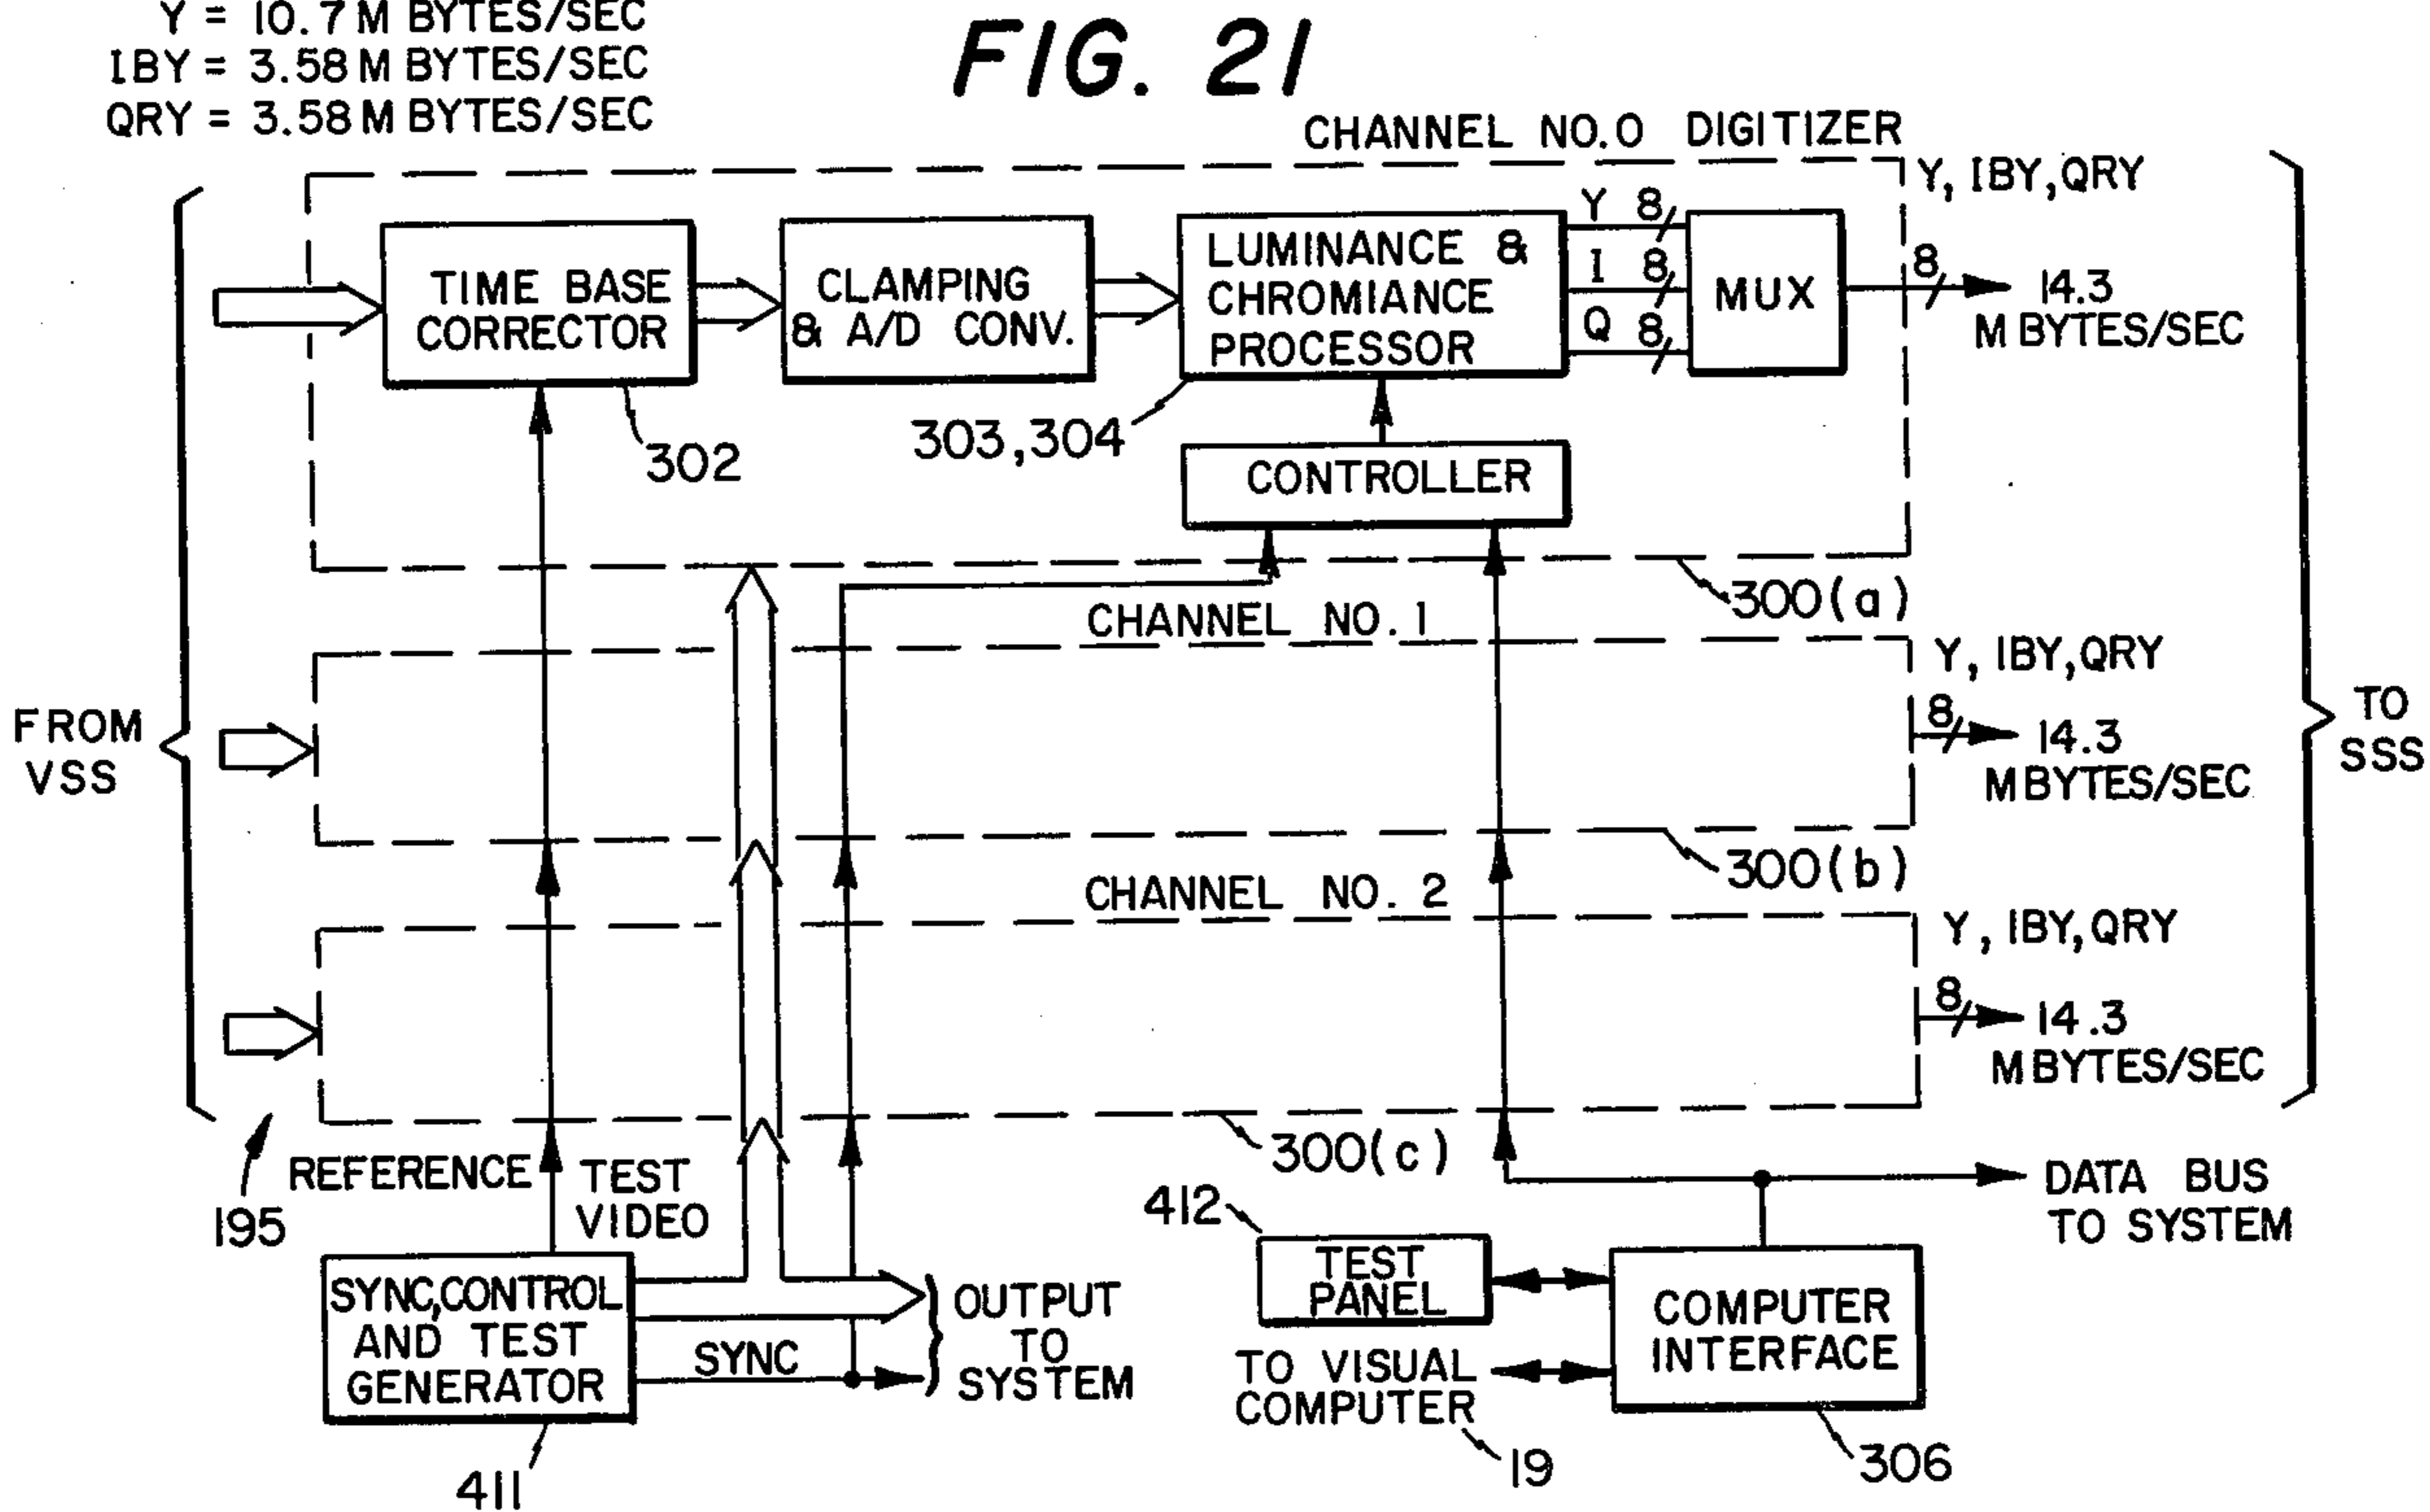 Y = 10.7 M BYTES/SEC
IBY = 3.58 M BYTES/SEC
QRY = 3.58 M BYTES/SEC
FIG. 21
CHANNEL NO. 0 DIGITIZER
Y, IBY, QRY
TIME BASE
CORRECTOR
CLAMPING
& A/D CONV.
LUMINANCE &
CHROMIANCE
PROCESSOR
Y 8
I 8
Q 8
MUX
8
14.3
M BYTES/SEC
302
303,304
CONTROLLER
300(a)
CHANNEL NO. 1
Y, IBY, QRY
FROM
VSS
8
14.3
M BYTES/SEC
TO
SSS
300(b)
CHANNEL NO. 2
Y, IBY, QRY
8
14.3
M BYTES/SEC
300(c)
195
REFERENCE
TEST
VIDEO
412
DATA BUS
TO SYSTEM
SYNC, CONTROL
AND TEST
GENERATOR
SYNC
OUTPUT
TO
SYSTEM
TEST
PANEL
TO VISUAL
COMPUTER
COMPUTER
INTERFACE
411
19
306